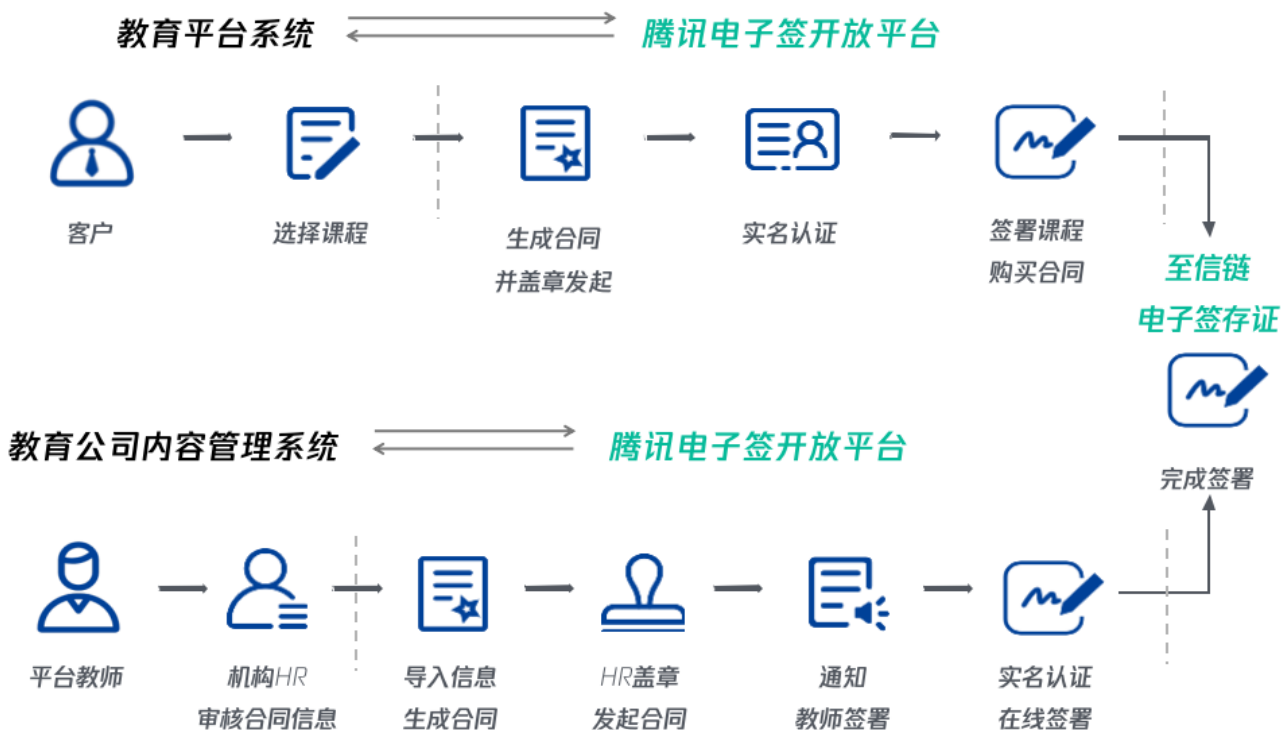 教育平台系统
腾讯电子签开放平台
客户
选择课程
生成合同
并盖章发起
实名认证
签署课程
购买合同
至信链
电子签存证
完成签署
教育公司内容管理系统
腾讯电子签开放平台
平台教师
机构HR
审核合同信息
导入信息
生成合同
HR盖章
发起合同
通知
教师签署
实名认证
在线签署